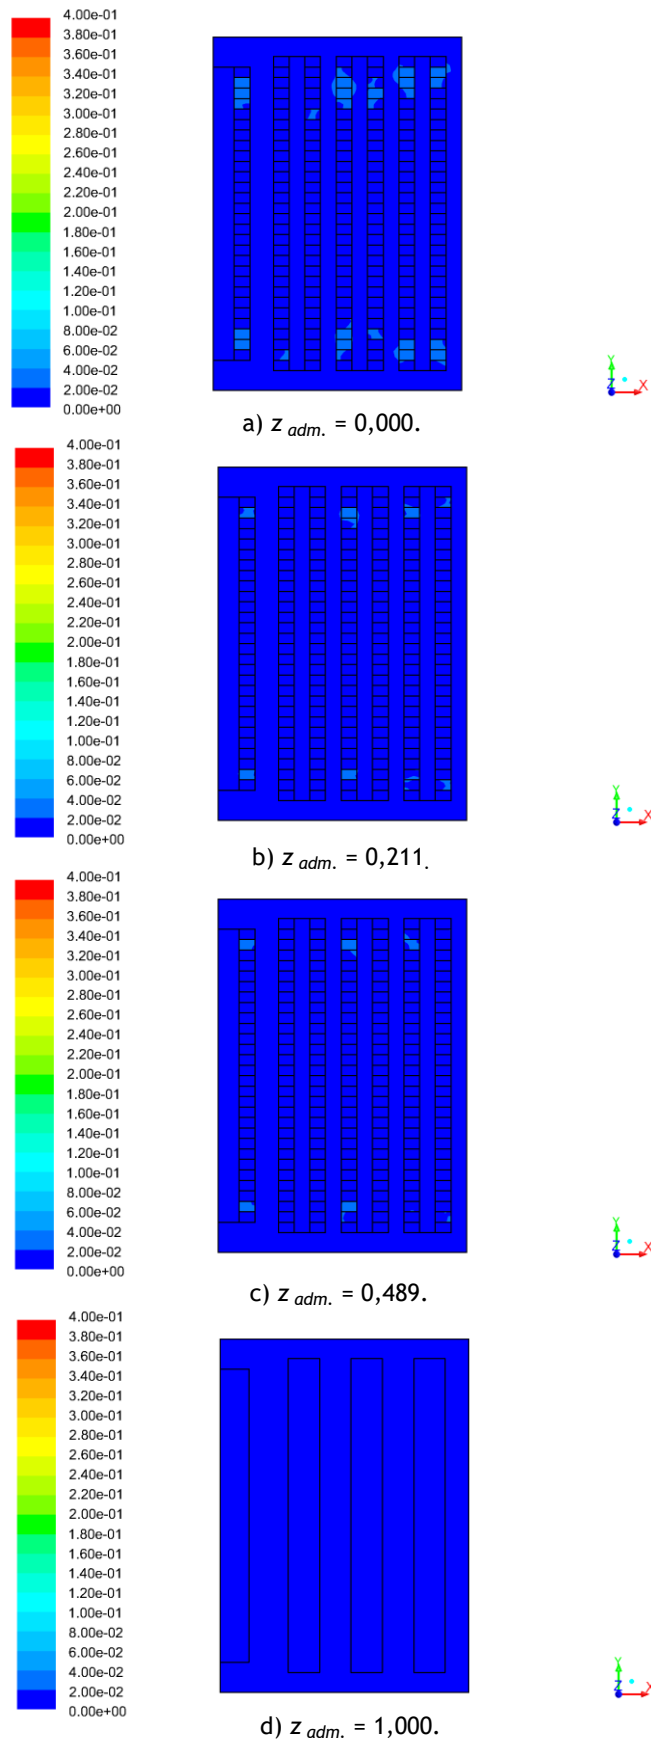 4.00e-01
3.80e-01
3.60e-01
3.40e-01
3.20e-01
3.00e-01
2.80e-01
2.60e-01
2.40e-01
2.20e-01
2.00e-01
1.80e-01
1.60e-01
1.40e-01
1.20e-01
1.00e-01
8.00e-02
6.00e-02
4.00e-02
2.00e-02
0.00e+00
Y
Z
X
a) z adm. = 0,000.
4.00e-01
3.80e-01
3.60e-01
3.40e-01
3.20e-01
3.00e-01
2.80e-01
2.60e-01
2.40e-01
2.20e-01
2.00e-01
1.80e-01
1.60e-01
1.40e-01
1.20e-01
1.00e-01
8.00e-02
6.00e-02
4.00e-02
2.00e-02
0.00e+00
Y
Z
X
b) z adm. = 0,211.
4.00e-01
3.80e-01
3.60e-01
3.40e-01
3.20e-01
3.00e-01
2.80e-01
2.60e-01
2.40e-01
2.20e-01
2.00e-01
1.80e-01
1.60e-01
1.40e-01
1.20e-01
1.00e-01
8.00e-02
6.00e-02
4.00e-02
2.00e-02
0.00e+00
Y
Z
X
c) z adm. = 0,489.
4.00e-01
3.80e-01
3.60e-01
3.40e-01
3.20e-01
3.00e-01
2.80e-01
2.60e-01
2.40e-01
2.20e-01
2.00e-01
1.80e-01
1.60e-01
1.40e-01
1.20e-01
1.00e-01
8.00e-02
6.00e-02
4.00e-02
2.00e-02
0.00e+00
Y
Z
X
d) z adm. = 1,000.